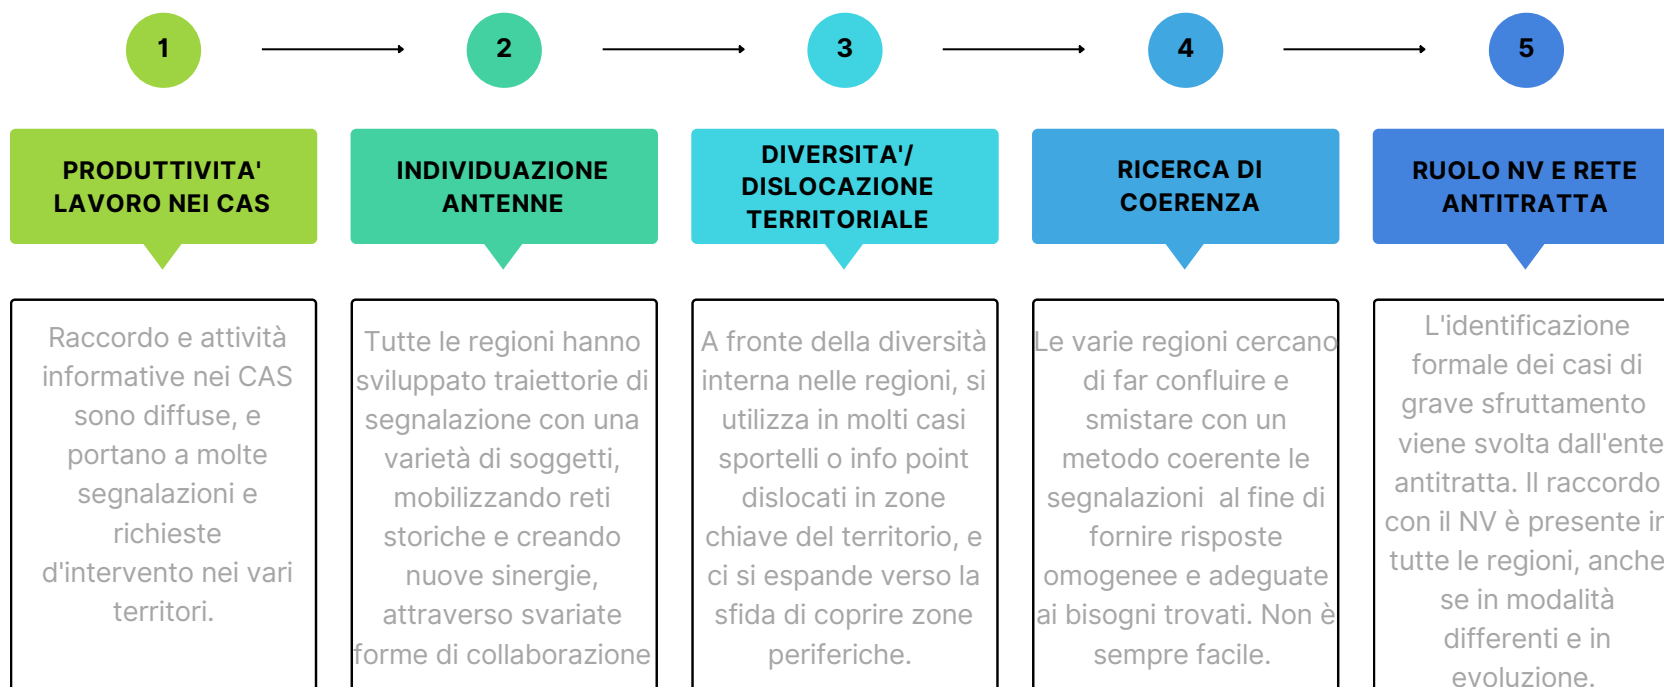 1
2
3
4
5
PRODUTTIVITA'
LAVORO NEI CAS
INDIVIDUAZIONE
ANTENNE
DIVERSITA'/
DISLOCAZIONE
TERRITORIALE
RICERCA DI
COERENZA
RUOLO NV E RETE
ANTITRATTA
Raccordo e attività
informative nei CAS
sono diffuse, e
portano a molte
segnalazioni e
richieste
d'intervento nei vari
territori.
Tutte le regioni hanno
sviluppato traiettorie di
segnalazione con una
varietà di soggetti,
mobilizzando reti
storiche e creando
nuove sinergie,
attraverso svariate
forme di collaborazione
A fronte della diversità
interna nelle regioni, si
utilizza in molti casi
sportelli o info point
dislocati in zone
chiave del territorio, e
ci si espande verso la
sfida di coprire zone
periferiche.
Le varie regioni cercano
di far confluire e
smistare con un
metodo coerente le
segnalazioni al fine di
fornire risposte
omogenee e adeguate
ai bisogni trovati. Non è
sempre facile.
L'identificazione
formale dei casi di
grave sfruttamento
viene svolta dall'ente
antitratta. Il raccordo
con il NV è presente in
tutte le regioni, anche
se in modalità
differenti e in
evoluzione.